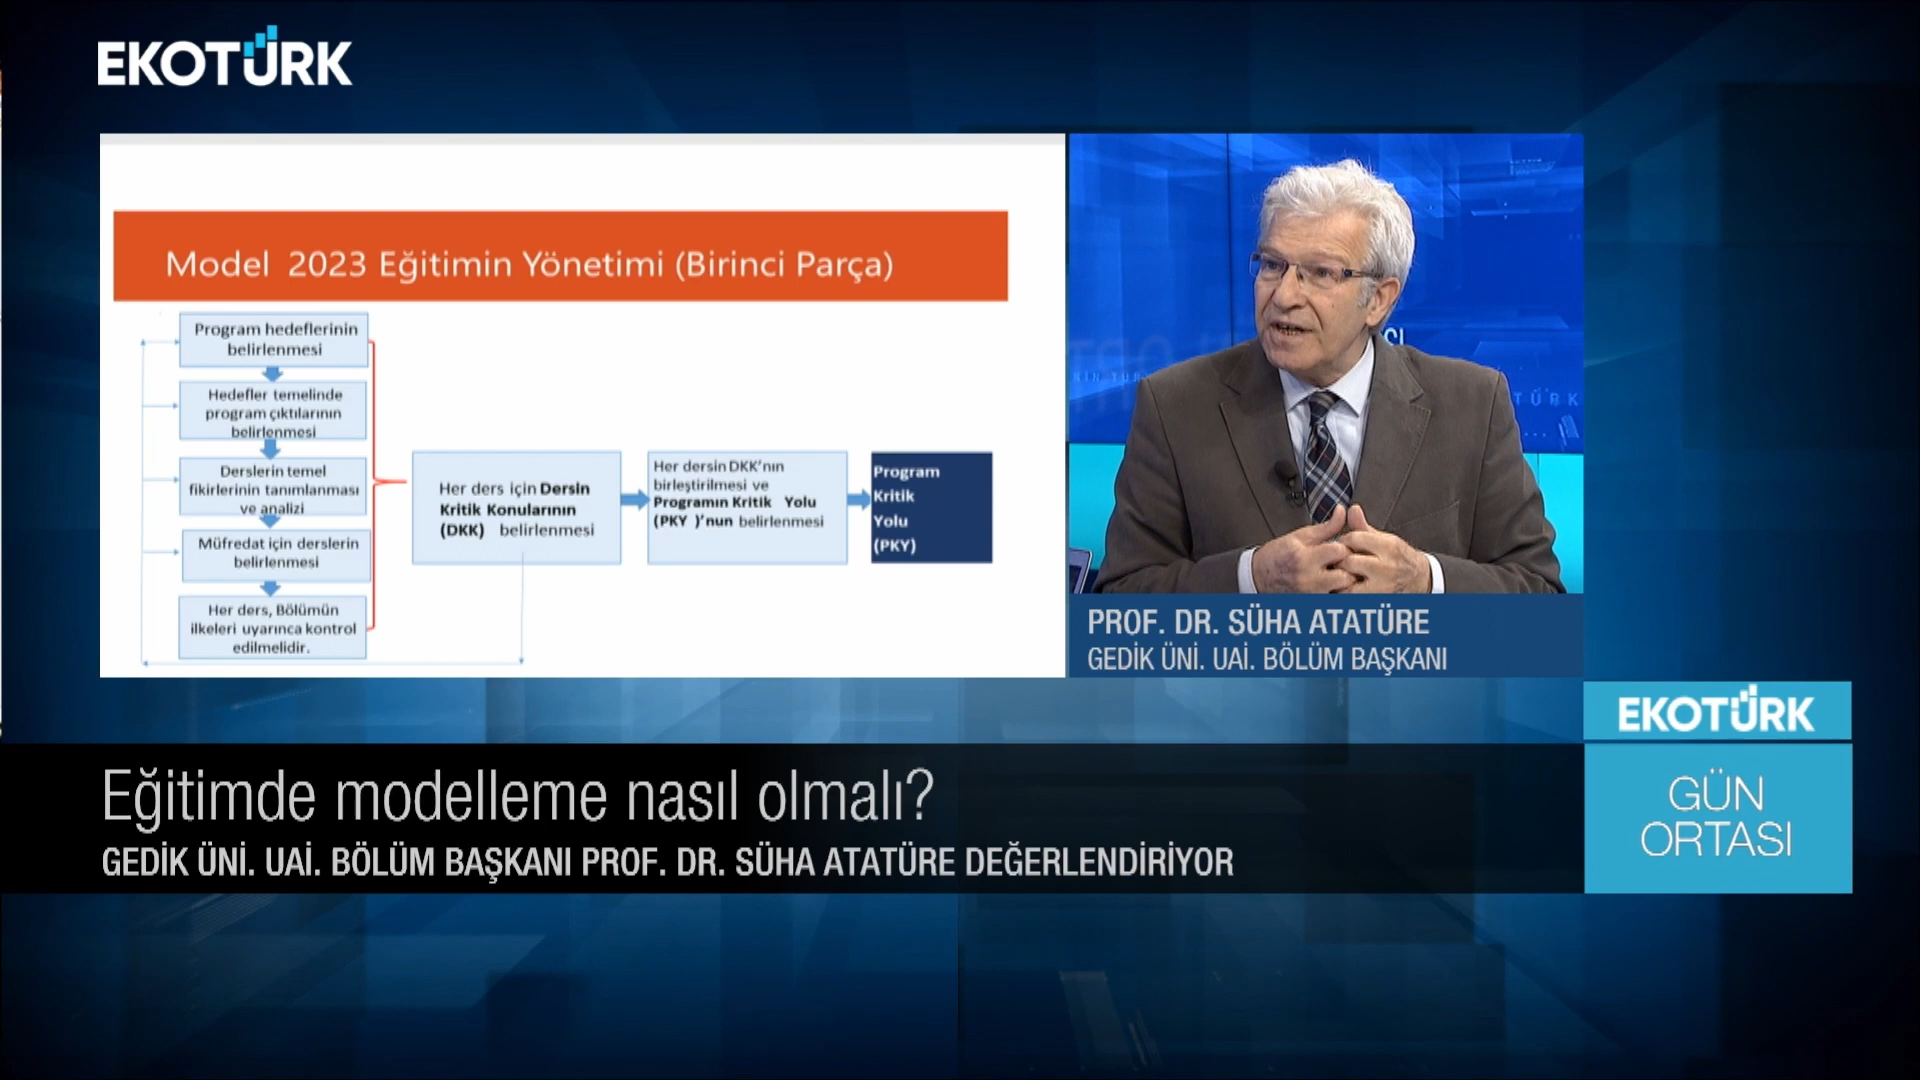 EKOTÜRK
Model 2023 Eğitimin Yönetimi (Birinci Parça)
Program hedeflerinin
belirlenmesi
Hedefler temelinde
program çıktılarının
belirlenmesi
Derslerin temel
fikirlerinin tanımlanması
ve analizi
Müfredat için derslerin
belirlenmesi
Her ders, Bölümün
ilkeleri uyarınca kontrol
edilmelidir.
Her ders için Dersin
Kritik Konularının
(DKK) belirlenmesi
Her dersin DKK'nın
birleştirilmesi ve
Programın Kritik Yolu
(PKY )'nun belirlenmesi
Program
Kritik
Yolu
(PKY)
PROF. DR. SÜHA ATATÜRE
GEDİK ÜNİ. UAİ. BÖLÜM BAŞKANI
EKOTÜRK
GÜN
ORTASI
Eğitimde modelleme nasıl olmalı?
GEDİK ÜNİ. UAİ. BÖLÜM BAŞKANI PROF. DR. SÜHA ATATÜRE DEĞERLENDİRİYOR